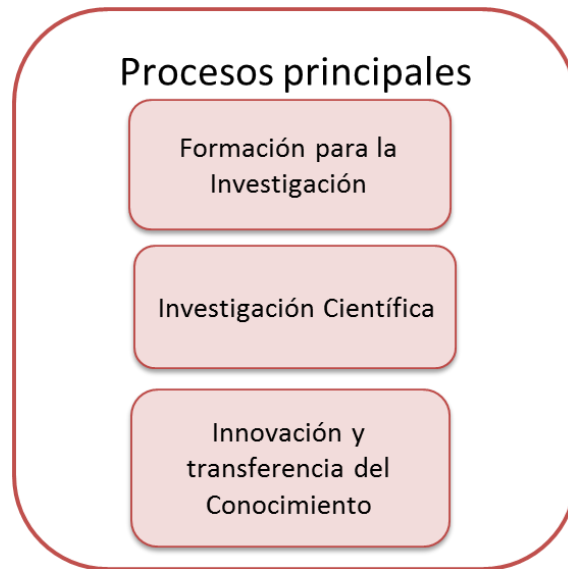 Procesos principales
Formación para la
Investigación
Investigación Científica
Innovación y
transferencia del
Conocimiento